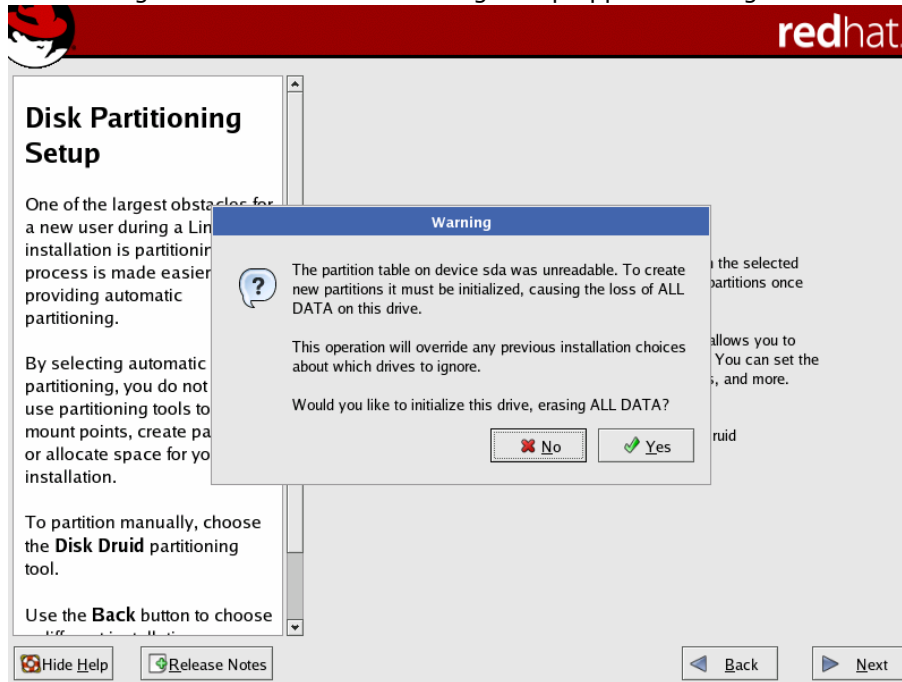 redhat.
Disk Partitioning
Setup
One of the largest obstacles for
a new user during a Lin
installation is partitionin
process is made easier
providing automatic
partitioning.
By selecting automatic
partitioning, you do not
use partitioning tools to
mount points, create pa
or allocate space for yo
installation.
To partition manually, choose
the Disk Druid partitioning
tool.
Use the Back button to choose
Warning
The partition table on device sda was unreadable. To create
new partitions it must be initialized, causing the loss of ALL
DATA on this drive.
This operation will override any previous installation choices
about which drives to ignore.
Would you like to initialize this drive, erasing ALL DATA?
No
Yes
the selected
partitions once
allows you to
You can set the
s, and more.
ruid
Hide Help
Release Notes
Back
Next